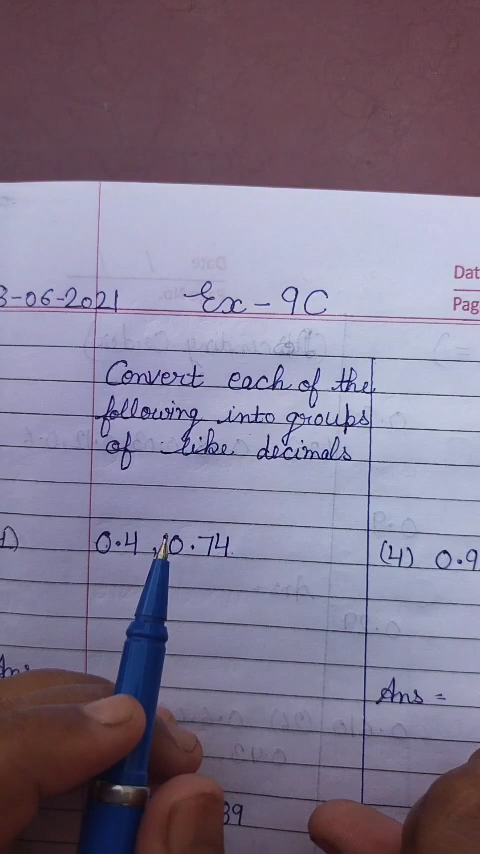 Dat
3-06-2021 Ex-9C
Pag
Convert each of the
following into groups
of like decimals
1) 0.4, 0.74
(4) 0.9
Ans =
39